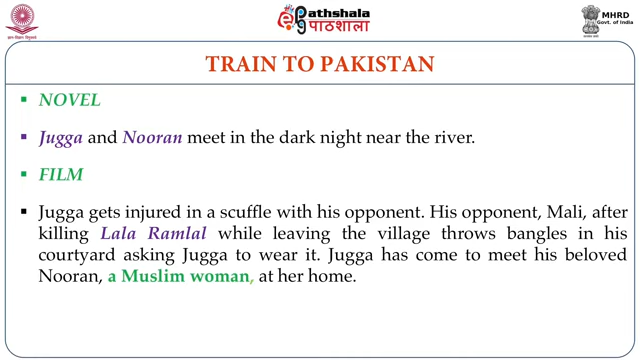 ePathshala
पाठशाला
MHRD
Govt. of India
TRAIN TO PAKISTAN
▪ NOVEL
▪ Jugga and Nooran meet in the dark night near the river.
▪ FILM
▪ Jugga gets injured in a scuffle with his opponent. His opponent, Mali, after
killing Lala Ramlal while leaving the village throws bangles in his
courtyard asking Jugga to wear it. Jugga has come to meet his beloved
Nooran, a Muslim woman, at her home.